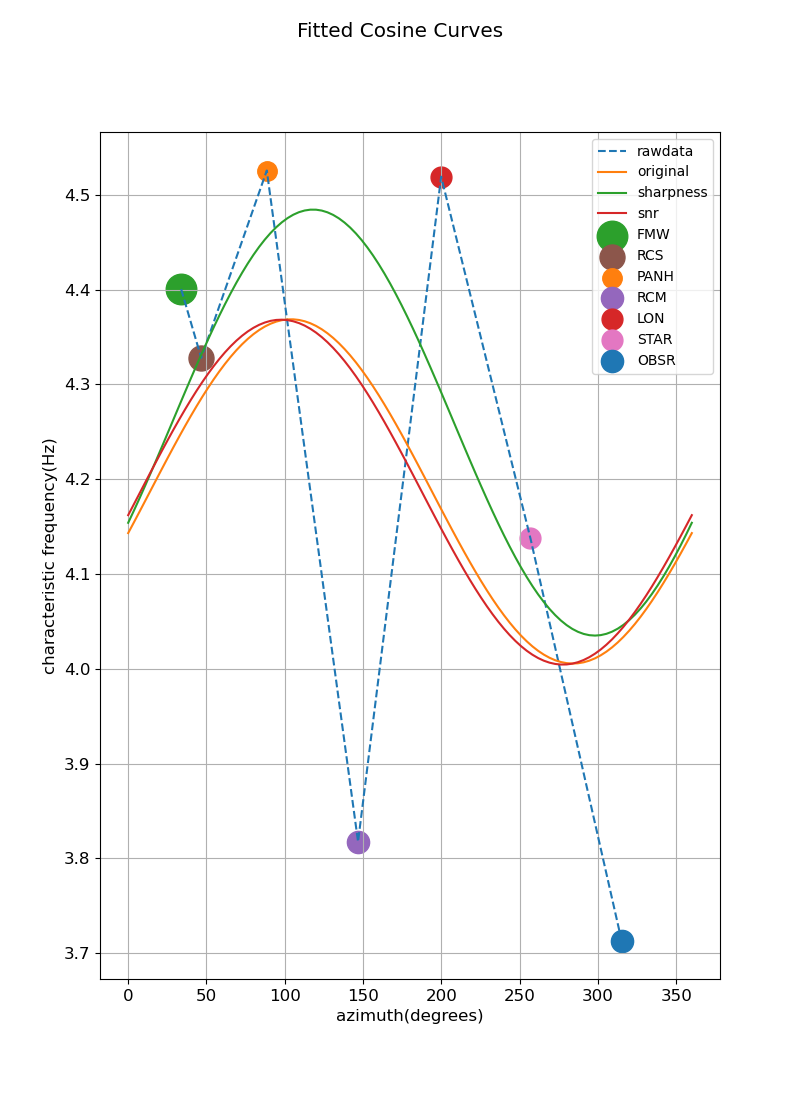 Fitted Cosine Curves
rawdata
original
sharpness
snr
FMW
RCS
PANH
RCM
LON
STAR
OBSR
4.5
4.4
4.3
4.2
4.1
4.0
3.9
3.8
3.7
characteristic frequency(Hz)
0 50 100 150 200 250 300 350
azimuth(degrees)